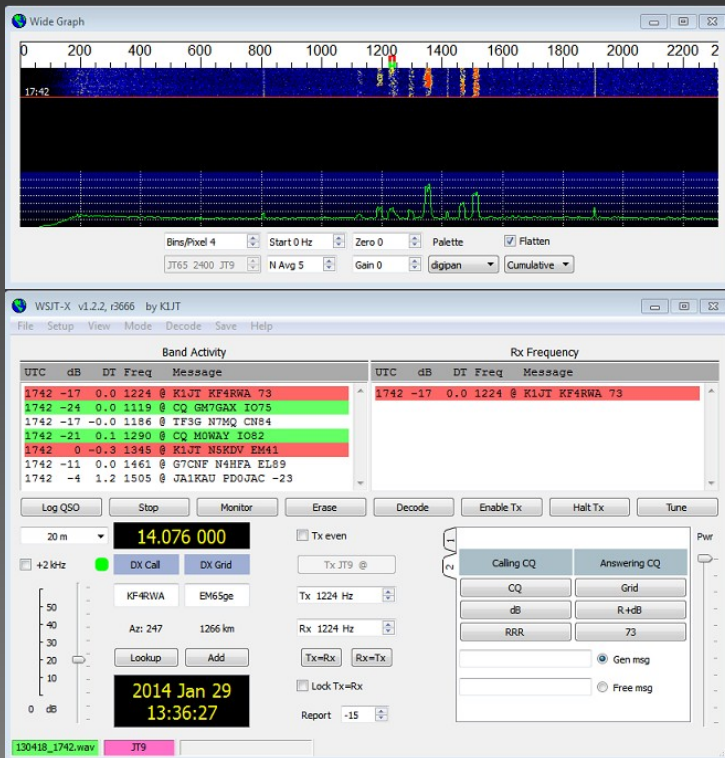 Wide Graph
0 200 400 600 800 1000 1200 1400 1600 1800 2000 2200
17:42
Bins/Pixel 4 Start 0 Hz Zero 0 Palette Flatten
JT65 2400 JT9 N Avg 5 Gain 0 digipan Cumulative
WSJT-X v1.2.2, r3666 by K1JT
File Setup View Mode Decode Save Help
Band Activity Rx Frequency
UTC dB DT Freq Message UTC dB DT Freq Message
1742 -17 0.0 1224 @ K1JT KF4RWA 73 1742 -17 0.0 1224 @ K1JT KF4RWA 73
1742 -24 0.0 1119 @ CQ GM7GAX IO75
1742 -17 -0.0 1186 @ TF3G N7MQ CN84
1742 -21 0.1 1290 @ CQ M0WAY IO82
1742 0 -0.3 1345 @ K1JT N5KDV EM41
1742 -11 0.0 1461 @ G7CNF N4HFA EL89
1742 -4 1.2 1505 @ JA1KAU PD0JAC -23
Log QSO Stop Monitor Erase Decode Enable Tx Halt Tx Tune
20 m 14.076 000 Tx even 1 Pwr
+2 kHz DX Call DX Grid Tx JT9 @ 2 Calling CQ Answering CQ
KF4RWA EM65ge Tx 1224 Hz CQ Grid
50 dB R+dB
40 Az: 247 1266 km Rx 1224 Hz RRR 73
30
20 Lookup Add Tx=Rx Rx=Tx Gen msg
10 2014 Jan 29 Lock Tx=Rx Free msg
0 dB 13:36:27 Report -15
130418_1742.wav JT9